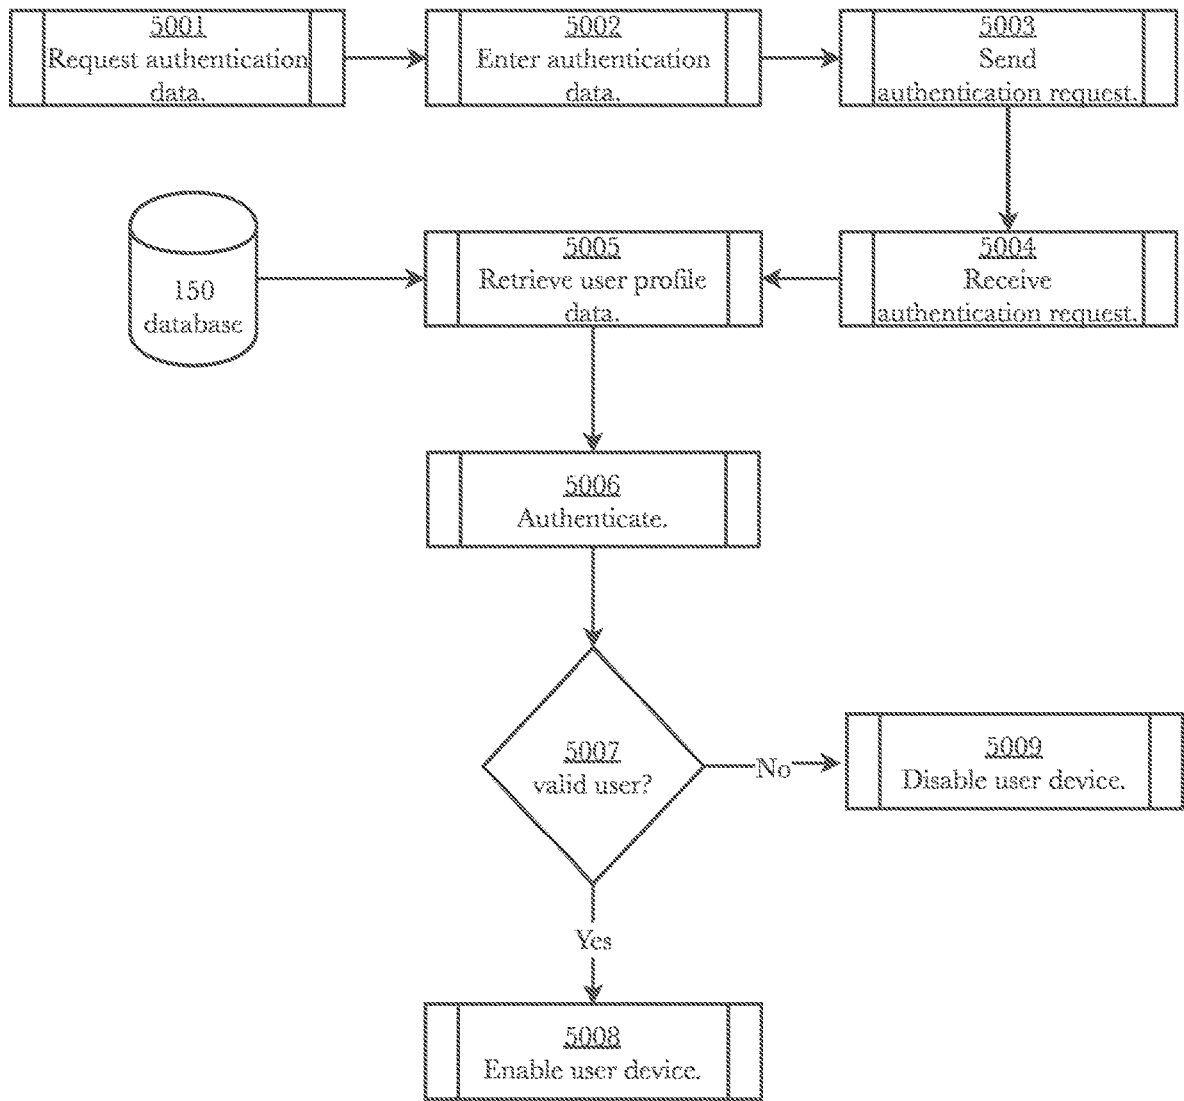 5001
Request authentication
data.
5002
Enter authentication
data.
5003
Send
authentication request.
150
database
5005
Retrieve user profile
data.
5004
Receive
authentication request.
5006
Authenticate.
5007
valid user?
No
5009
Disable user device.
Yes
5008
Enable user device.